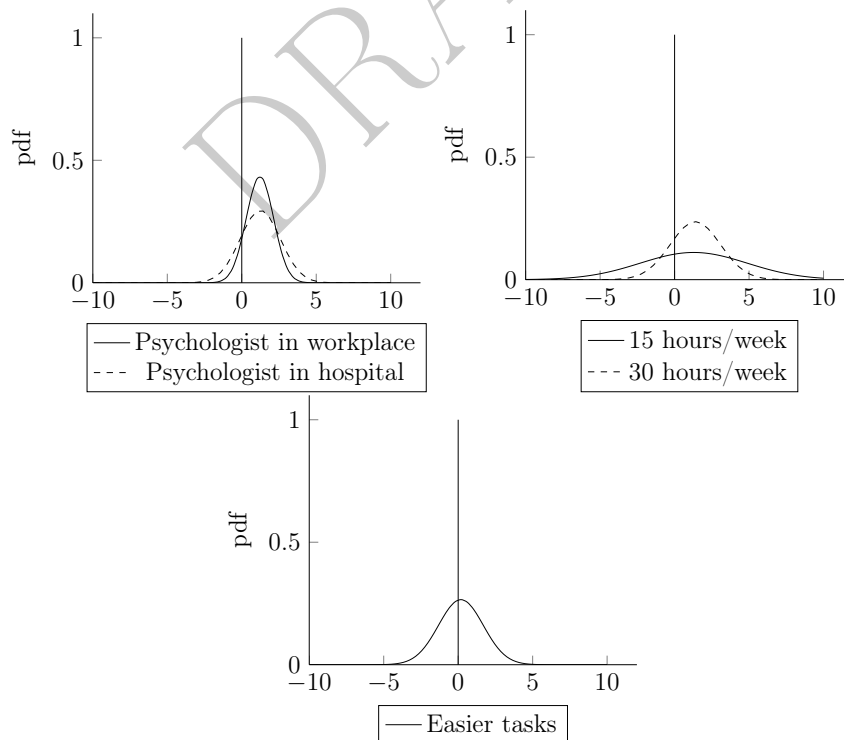 DRA
1
0.5
0
pdf
−10
−5
0
5
10
Psychologist in workplace
Psychologist in hospital
1
0.5
0
pdf
−10
−5
0
5
10
15 hours/week
30 hours/week
1
0.5
0
pdf
−10
−5
0
5
10
Easier tasks